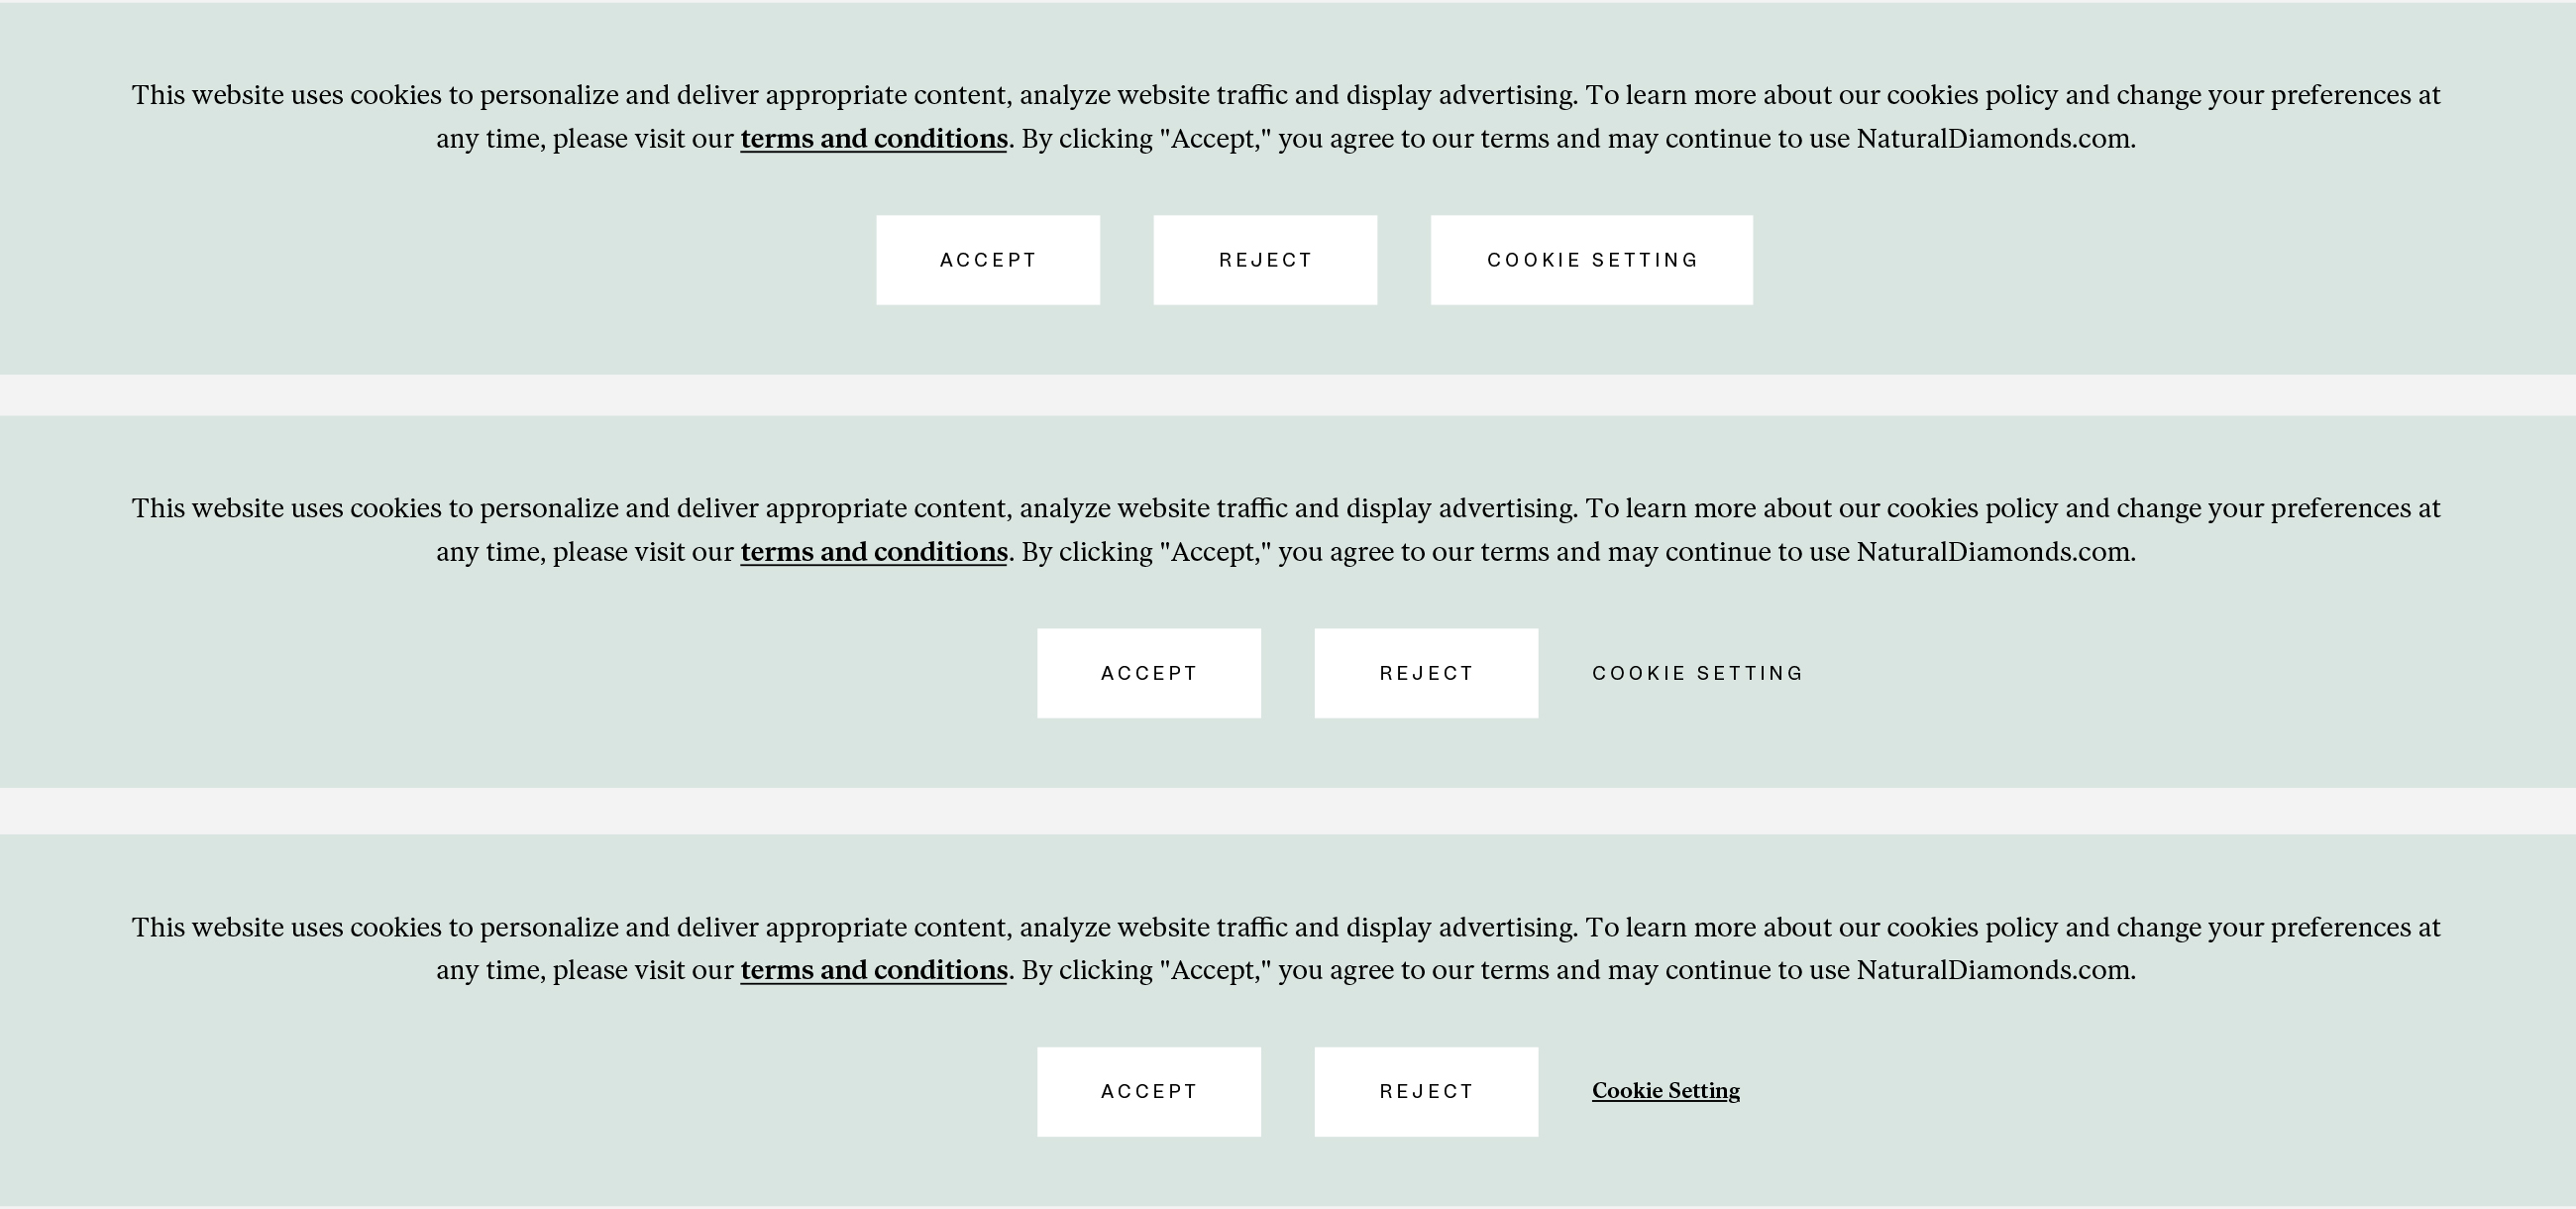 This website uses cookies to personalize and deliver appropriate content, analyze website traffic and display advertising. To learn more about our cookies policy and change your preferences at
any time, please visit our terms and conditions. By clicking "Accept," you agree to our terms and may continue to use NaturalDiamonds.com.
ACCEPT REJECT COOKIE SETTING
This website uses cookies to personalize and deliver appropriate content, analyze website traffic and display advertising. To learn more about our cookies policy and change your preferences at
any time, please visit our terms and conditions. By clicking "Accept," you agree to our terms and may continue to use NaturalDiamonds.com.
ACCEPT REJECT COOKIE SETTING
This website uses cookies to personalize and deliver appropriate content, analyze website traffic and display advertising. To learn more about our cookies policy and change your preferences at
any time, please visit our terms and conditions. By clicking "Accept," you agree to our terms and may continue to use NaturalDiamonds.com.
ACCEPT REJECT Cookie Setting